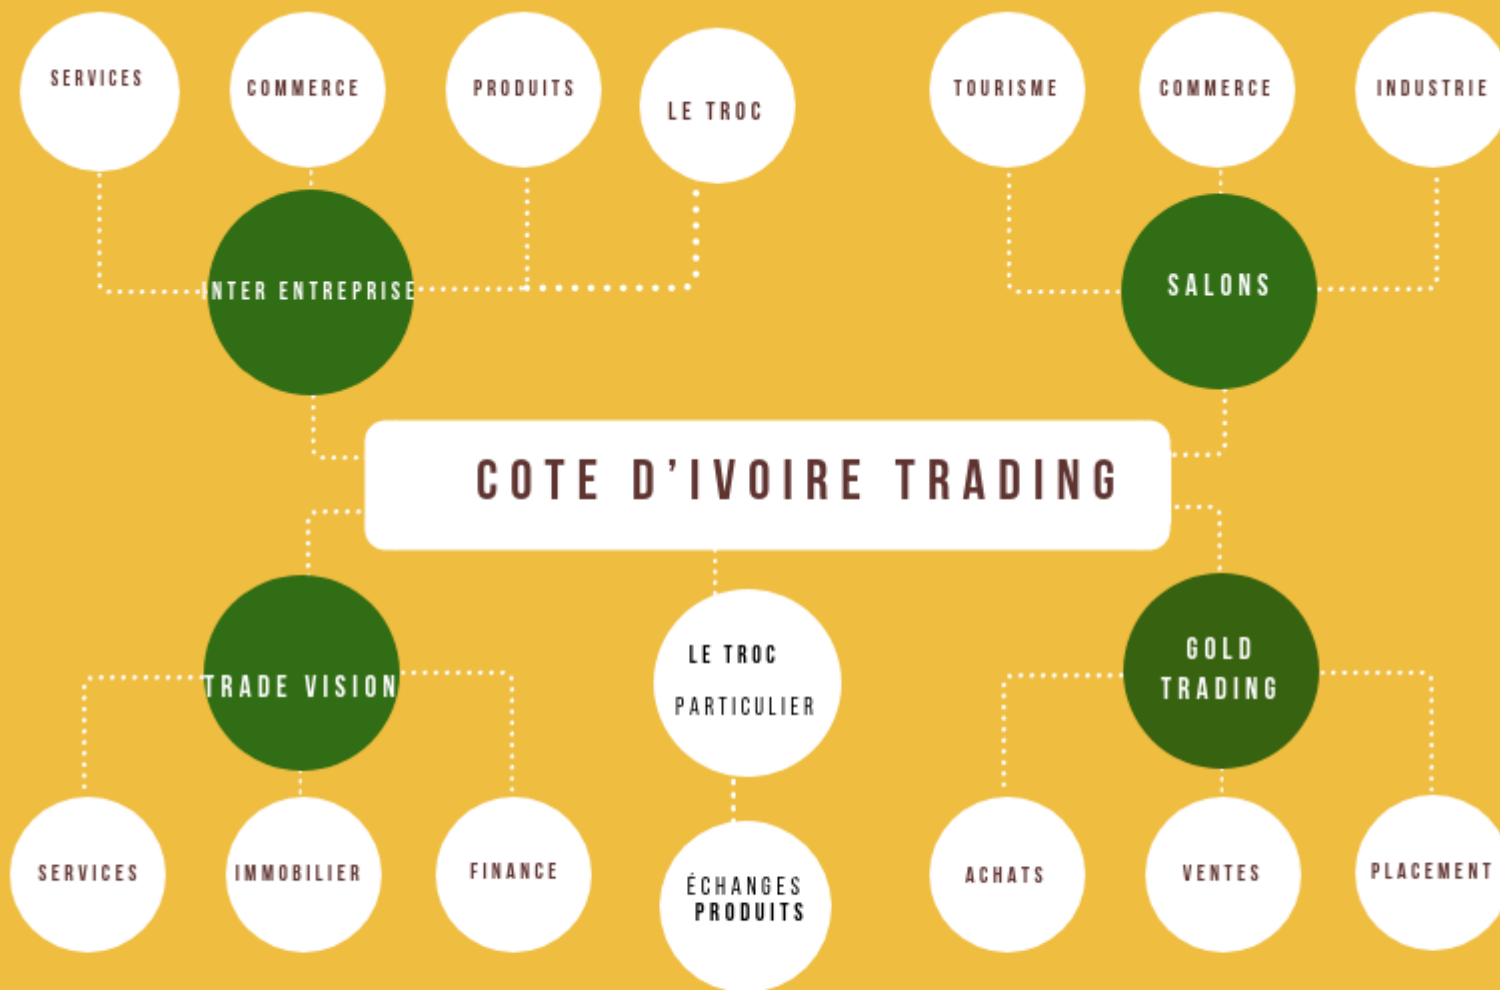 SERVICES
COMMERCE
PRODUITS
LE TROC
TOURISME
COMMERCE
INDUSTRIE
INTER ENTREPRISE
SALONS
COTE D’IVOIRE TRADING
TRADE VISION
LE TROC
PARTICULIER
GOLD
TRADING
SERVICES
IMMOBILIER
FINANCE
ÉCHANGES
PRODUITS
ACHATS
VENTES
PLACEMENT